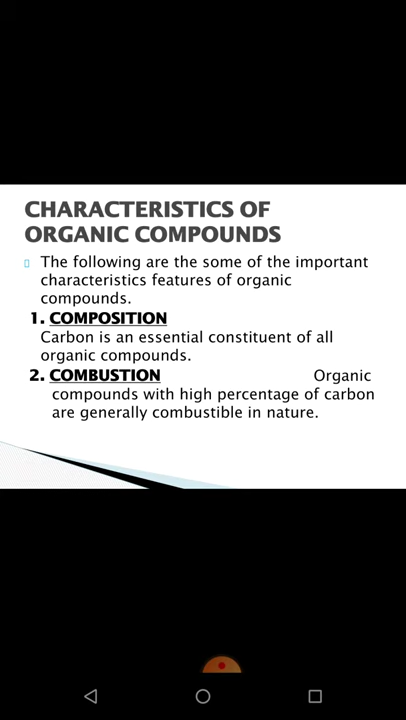 CHARACTERISTICS OF
ORGANIC COMPOUNDS
The following are the some of the important
characteristics features of organic
compounds.
1. COMPOSITION
Carbon is an essential constituent of all
organic compounds.
2. COMBUSTION Organic
compounds with high percentage of carbon
are generally combustible in nature.